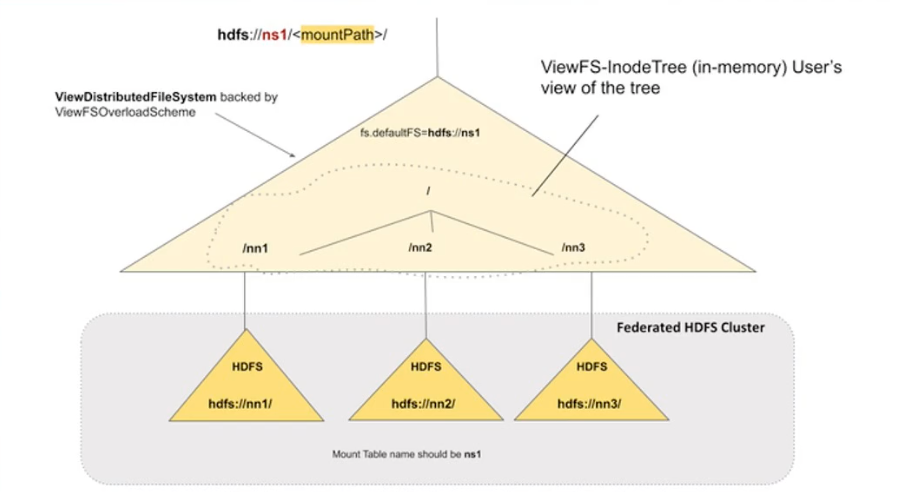 hdfs://ns1/<mountPath>/
ViewFS-InodeTree (in-memory) User's
view of the tree
ViewDistributedFileSystem backed by
ViewFSOverloadScheme
fs.defaultFS=hdfs://ns1
/
/nn1
/nn2
/nn3
Federated HDFS Cluster
HDFS
HDFS
HDFS
hdfs://nn1/
hdfs://nn2/
hdfs://nn3/
Mount Table name should be ns1